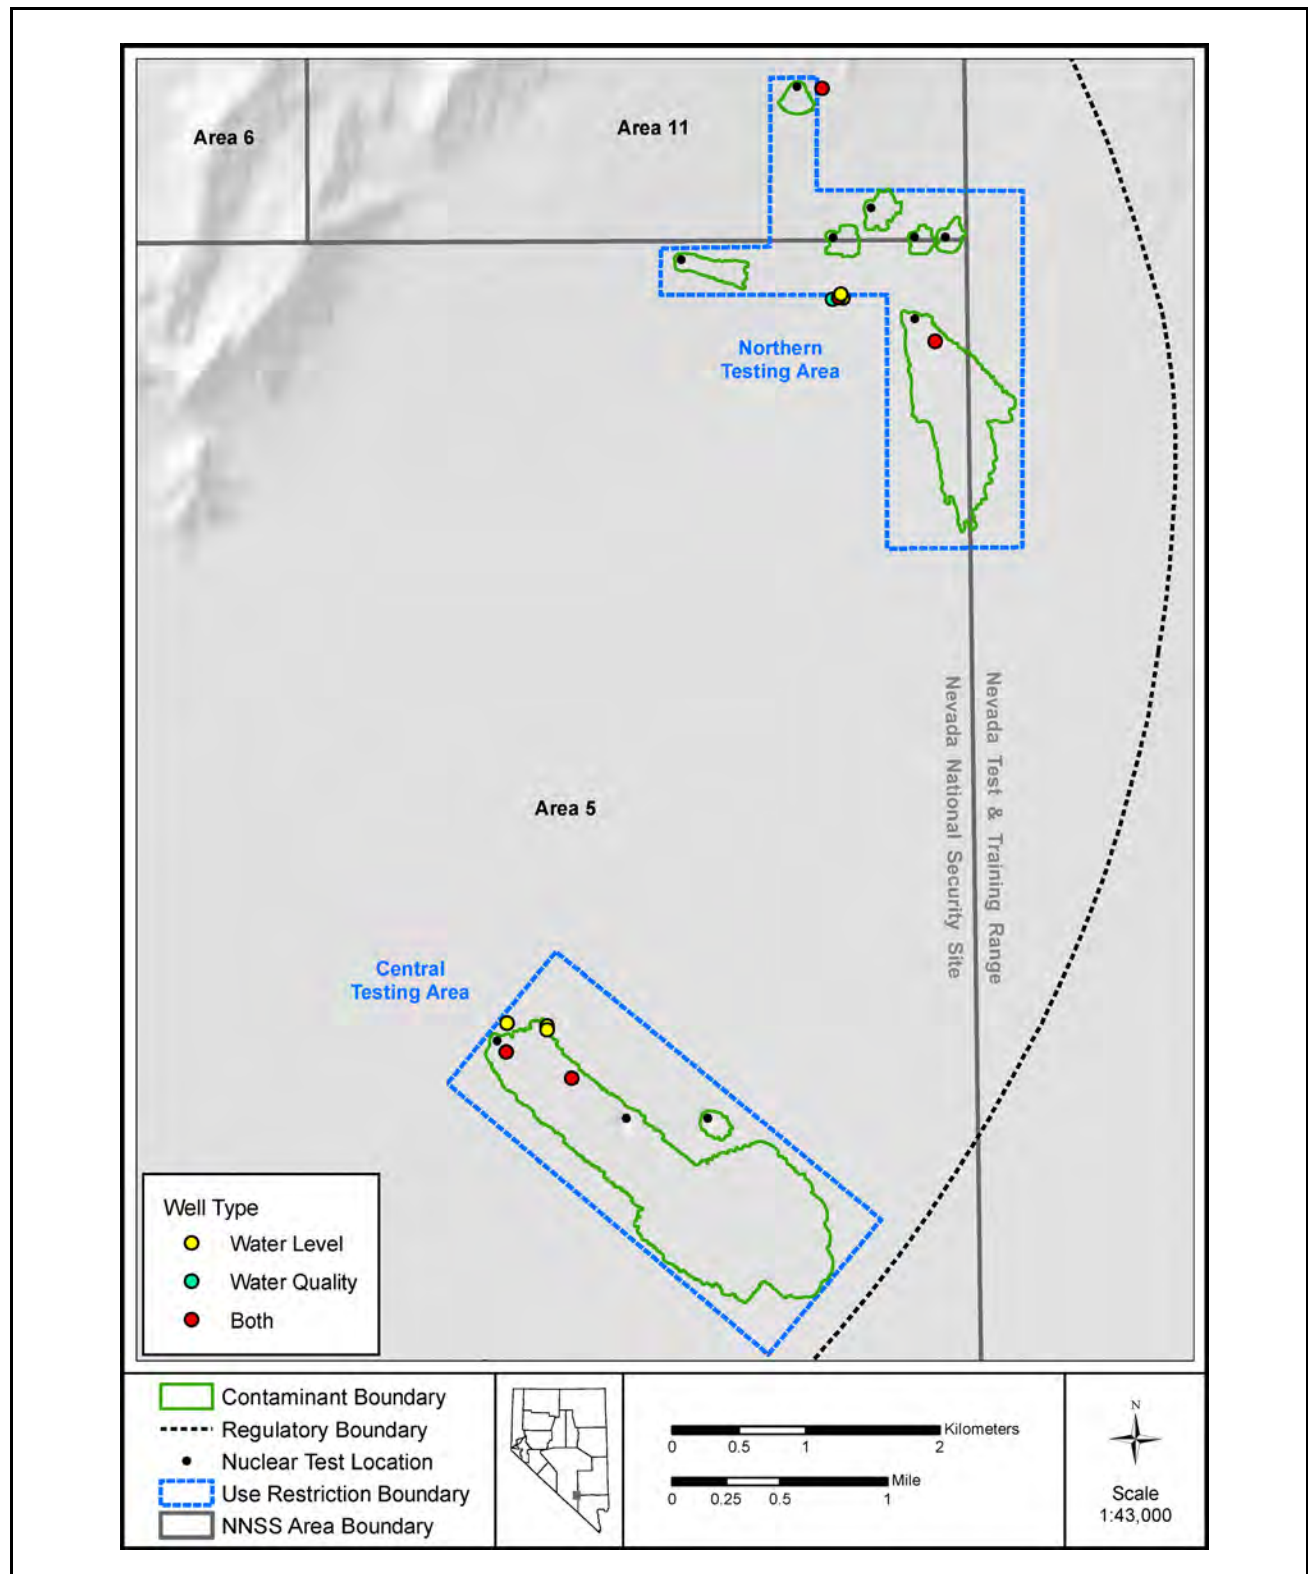 Area 6
Area 11
Northern
Testing Area
Nevada Test & Training Range
Nevada National Security Site
Area 5
Central
Testing Area
Well Type
Water Level
Water Quality
Both
Contaminant Boundary
Regulatory Boundary
Nuclear Test Location
Use Restriction Boundary
NNSS Area Boundary
Kilometers
0 0.5 1 2
Mile
0 0.25 0.5 1
N
Scale
1:43,000